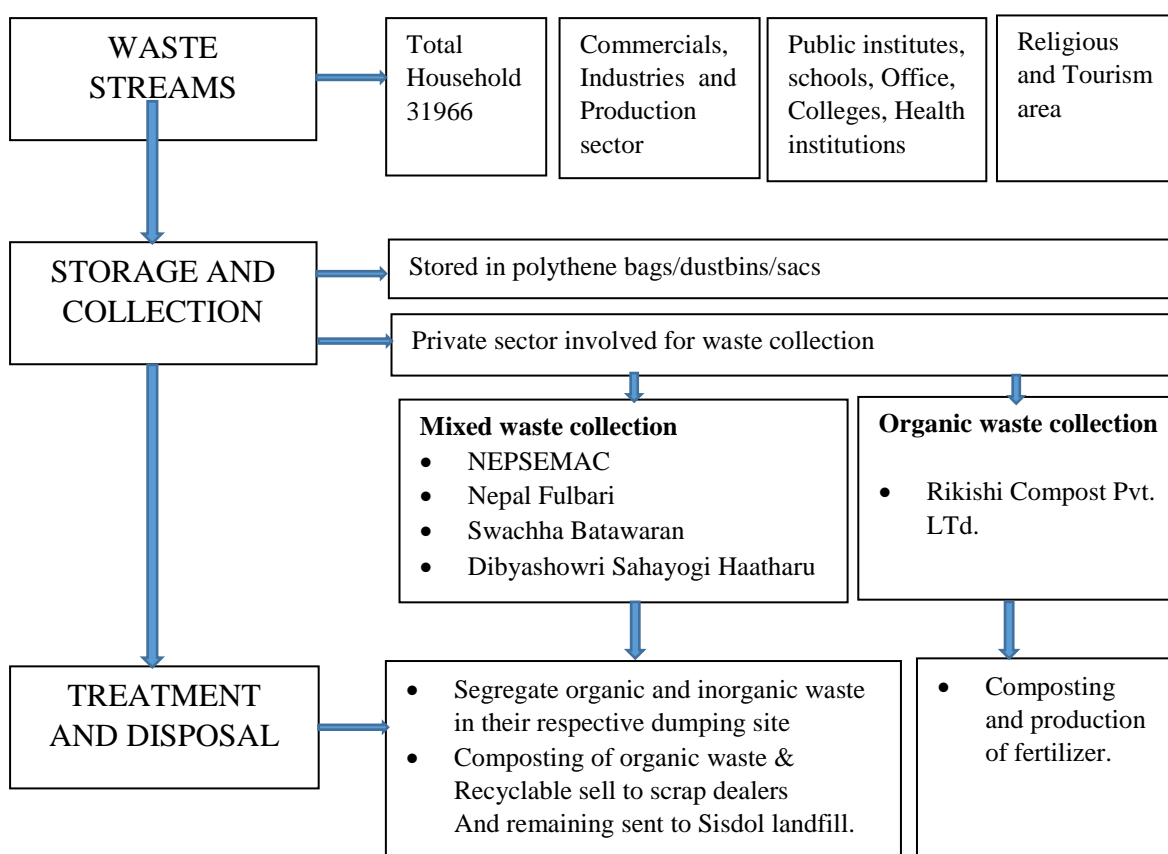 WASTE
STREAMS
Total
Household
31966
Commercials,
Industries and
Production
sector
Public institutes,
schools, Office,
Colleges, Health
institutions
Religious
and Tourism
area
STORAGE AND
COLLECTION
Stored in polythene bags/dustbins/sacs
Private sector involved for waste collection
Mixed waste collection
• NEPSEMAC
• Nepal Fulbari
• Swachha Batawaran
• Dibyashowri Sahayogi Haatharu
Organic waste collection
• Rikishi Compost Pvt.
LTd.
TREATMENT
AND DISPOSAL
• Segregate organic and inorganic waste
in their respective dumping site
• Composting of organic waste &
Recyclable sell to scrap dealers
And remaining sent to Sisdol landfill.
• Composting
and production
of fertilizer.